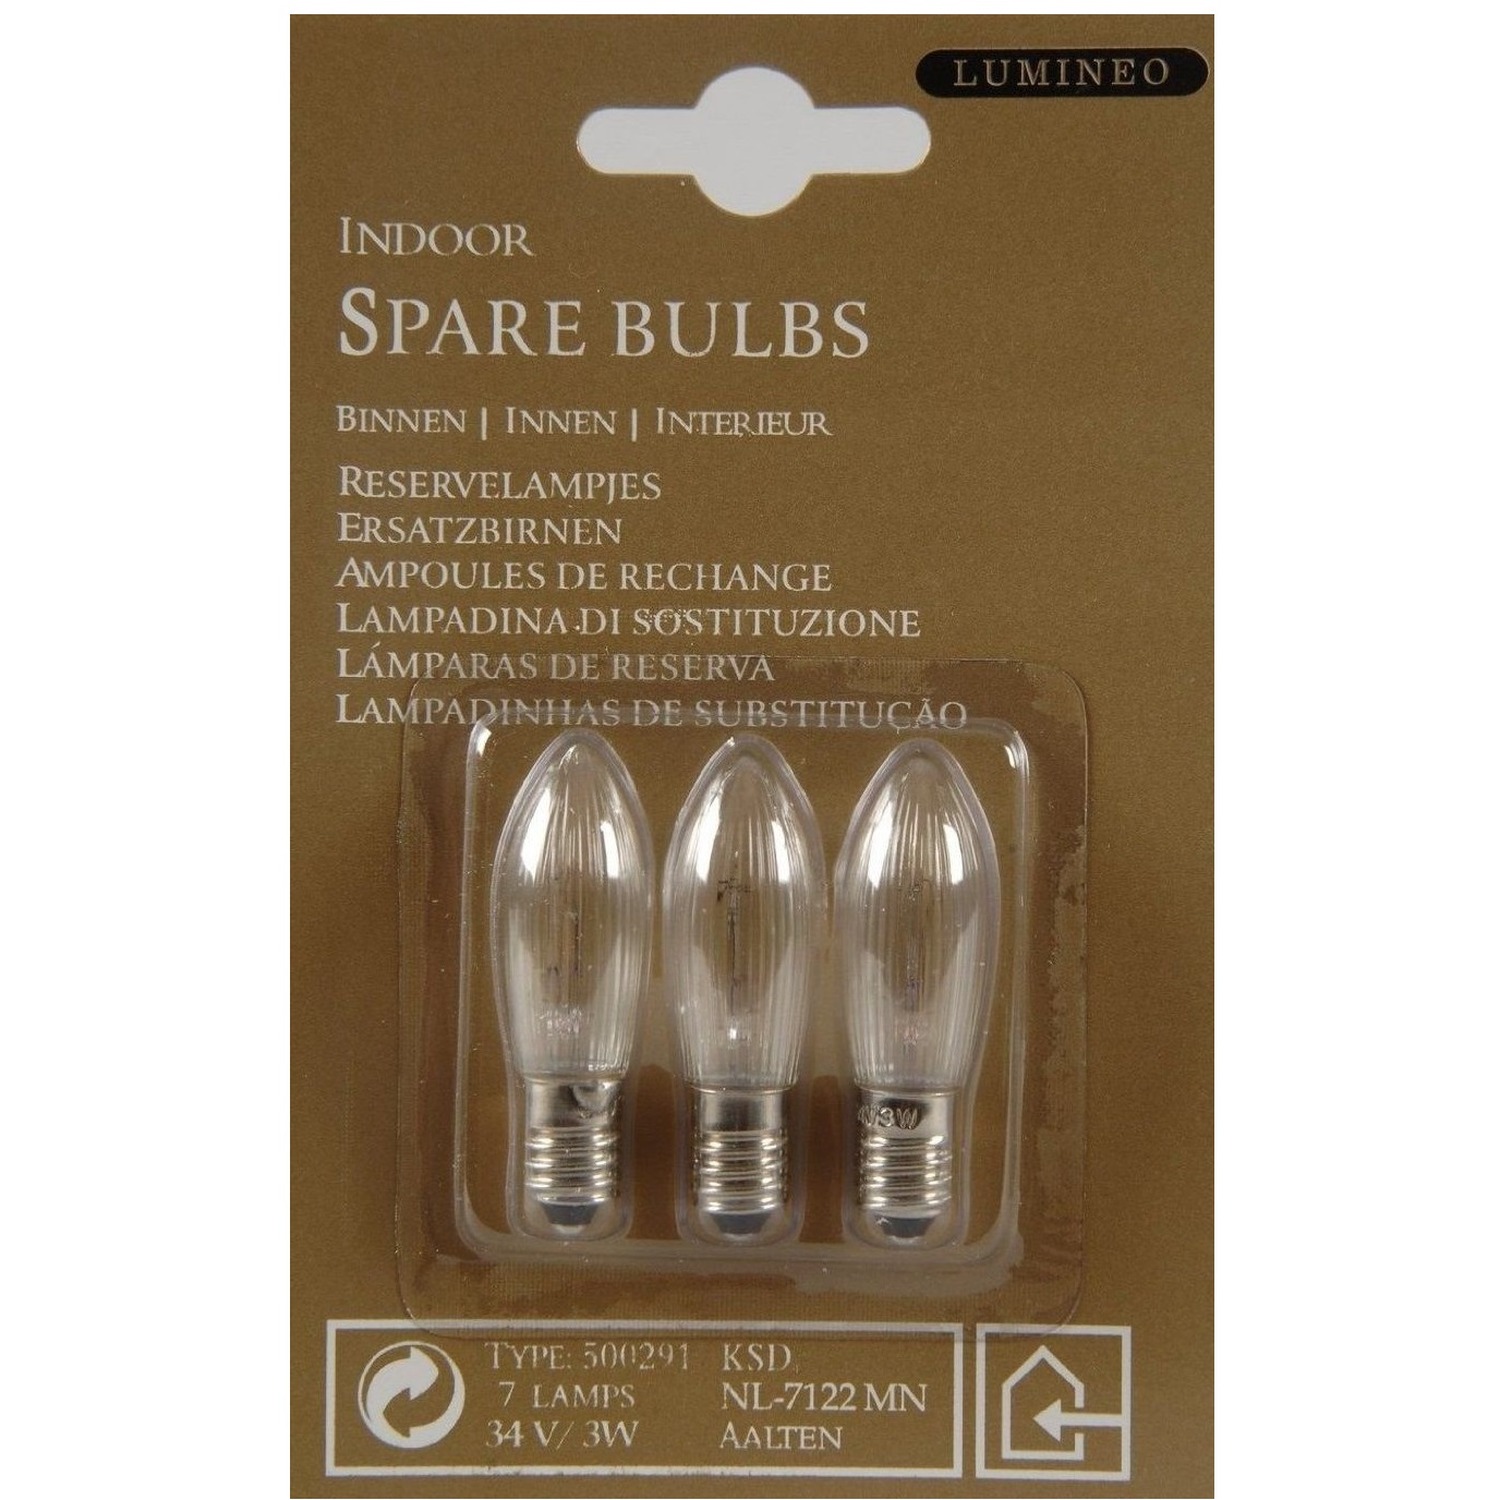 LUMINEO
INDOOR
SPARE BULBS
BINNEN | INNEN | INTERIEUR
RESERVELAMPJES
ERSATZBIRNEN
AMPOULES DE RECHANGE
LAMPADINA DI SOSTITUZIONE
LÁMPARAS DE RESERVA
LAMPADINHAS DE SUBSTITUÇÃO
V3W
TYPE: 500291 KSD
7 LAMPS NL-7122 MN
34 V/ 3W AALTEN